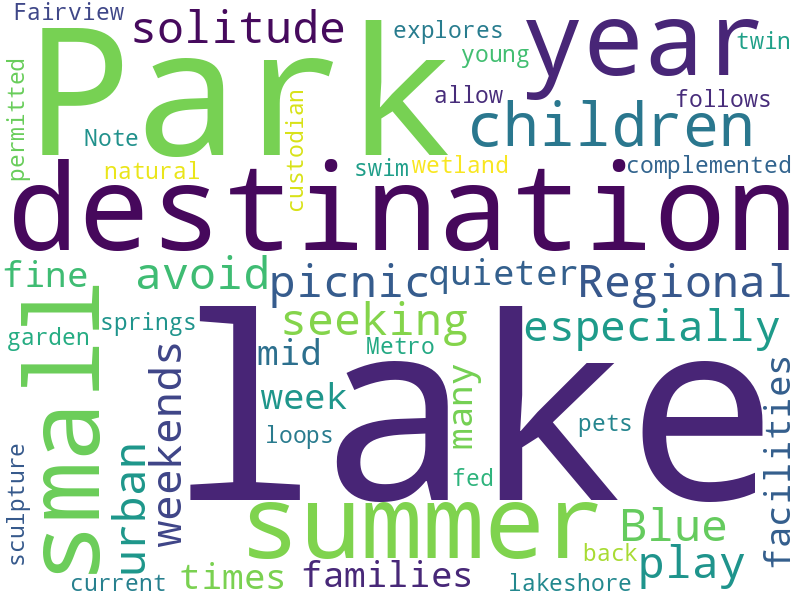 Fairview
solitude
Park
explores
year
young
twin
permitted
allow
follows
custodian
children
Note
natural
swim
wetland
complemented
destination
fine
avoid
picnic
quieter
Regional
garden
springs
small
lake
seeking
especially
mid
Metro
weekends
week
many
facilities
loops
pets
urban
sculpture
fed
summer
Blue
back
play
current
times
families
lakeshore